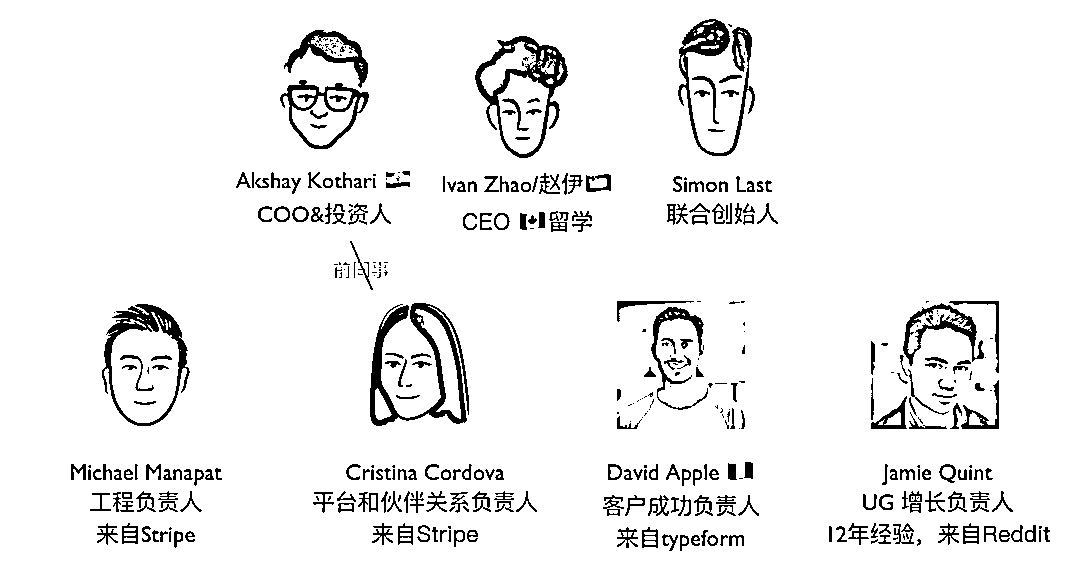 Akshay Kothari
COO&投资人
Ivan Zhao/赵伊
CEO 留学
Simon Last
联合创始人
前同事
Michael Manapat
工程负责人
来自Stripe
Cristina Cordova
平台和伙伴关系负责人
来自Stripe
David Apple
客户成功负责人
来自typeform
Jamie Quint
UG 增长负责人
12年经验，来自Reddit